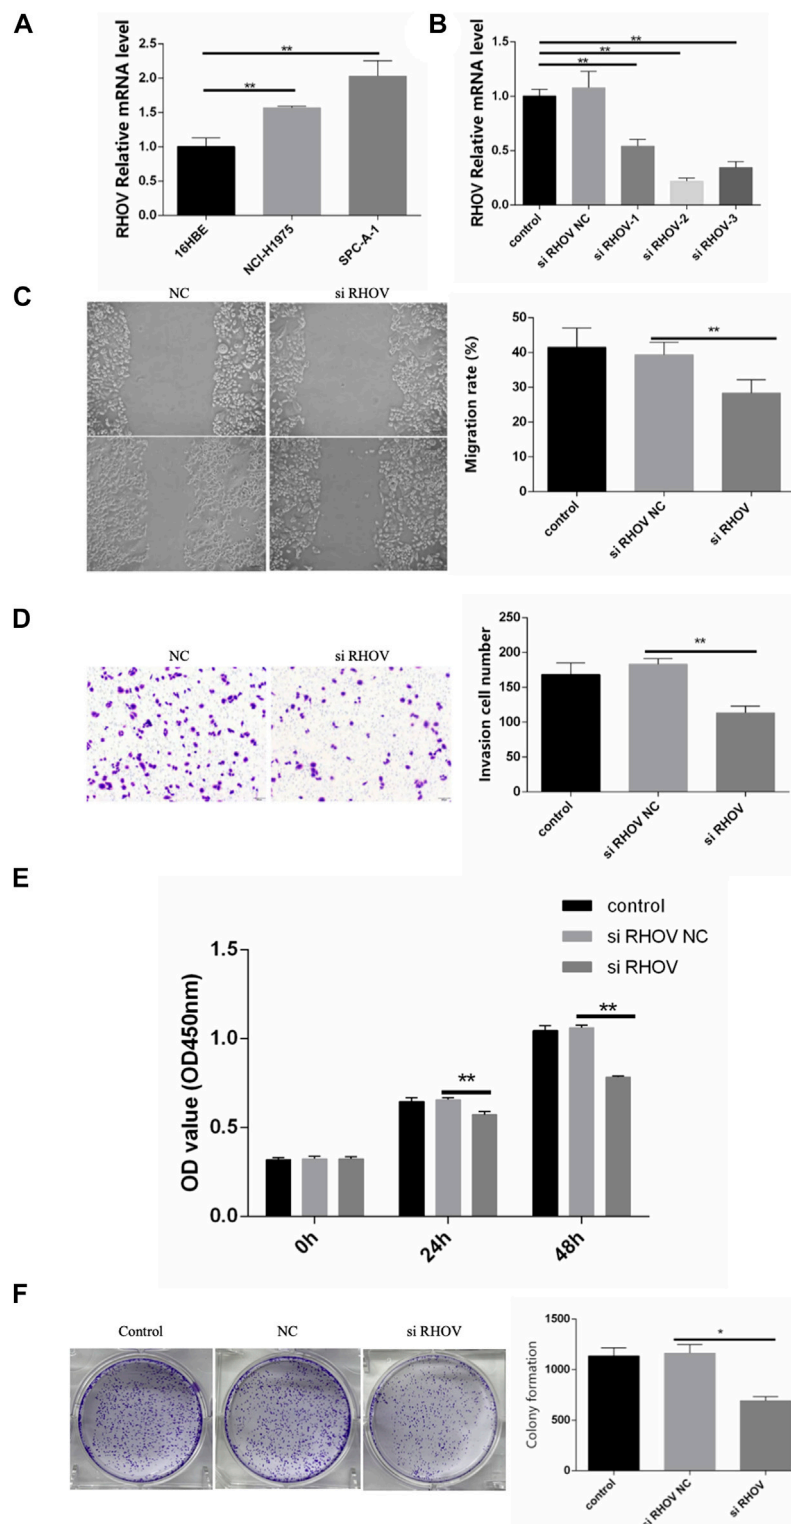 A
RHOV Relative mRNA level
2.5
2.0
1.5
1.0
0.5
0.0
**
**
16HBE
NCI-H1975
SPC-A-1
B
RHOV Relative mRNA level
1.5
1.0
0.5
0.0
**
**
**
control
si RHOV NC
si RHOV-1
si RHOV-2
si RHOV-3
C
NC
si RHOV
Migration rate (%)
50
40
30
20
10
0
**
control
si RHOV NC
si RHOV
D
NC
si RHOV
Invasion cell number
250
200
150
100
50
0
**
control
si RHOV NC
si RHOV
E
control
si RHOV NC
si RHOV
OD value (OD450nm)
1.5
1.0
0.5
0.0
**
**
0h
24h
48h
F
Control
NC
si RHOV
Colony formation
1500
1000
500
0
*
control
si RHOV NC
si RHOV